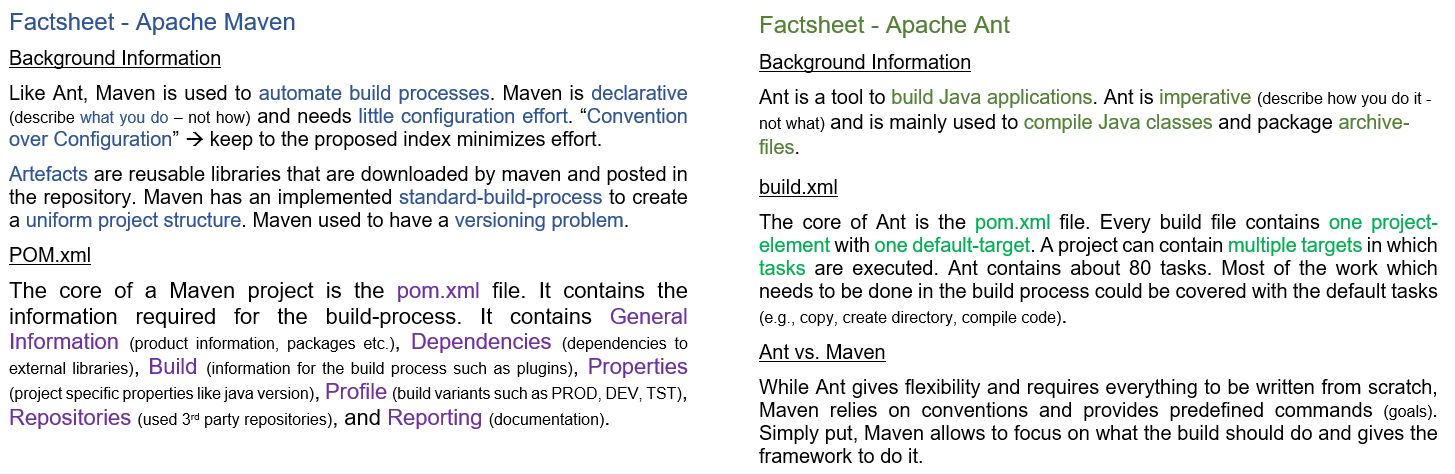 Factsheet - Apache Maven
Background Information
Like Ant, Maven is used to automate build processes. Maven is declarative
(describe what you do – not how) and needs little configuration effort. “Convention
over Configuration” → keep to the proposed index minimizes effort.
Artefacts are reusable libraries that are downloaded by maven and posted in
the repository. Maven has an implemented standard-build-process to create
a uniform project structure. Maven used to have a versioning problem.
POM.xml
The core of a Maven project is the pom.xml file. It contains the
information required for the build-process. It contains General
Information (product information, packages etc.), Dependencies (dependencies to
external libraries), Build (information for the build process such as plugins), Properties
(project specific properties like java version), Profile (build variants such as PROD, DEV, TST),
Repositories (used 3rd party repositories), and Reporting (documentation).
Factsheet - Apache Ant
Background Information
Ant is a tool to build Java applications. Ant is imperative (describe how you do it -
not what) and is mainly used to compile Java classes and package archive-
files.
build.xml
The core of Ant is the pom.xml file. Every build file contains one project-
element with one default-target. A project can contain multiple targets in which
tasks are executed. Ant contains about 80 tasks. Most of the work which
needs to be done in the build process could be covered with the default tasks
(e.g., copy, create directory, compile code).
Ant vs. Maven
While Ant gives flexibility and requires everything to be written from scratch,
Maven relies on conventions and provides predefined commands (goals).
Simply put, Maven allows to focus on what the build should do and gives the
framework to do it.